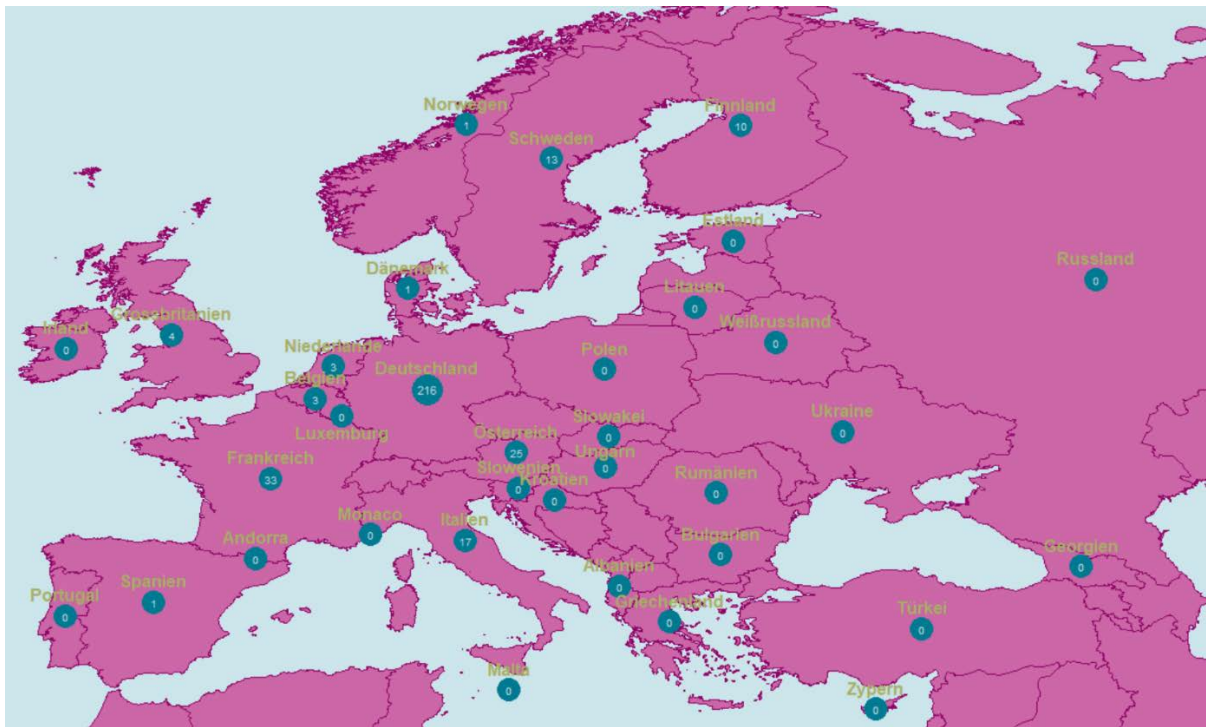 Norwegen
1
Finnland
10
Schweden
13
Estland
0
Russland
0
Dänemark
1
Litauen
0
Grossbritanien
4
Irland
0
Weißrussland
0
Niederlande
3
Deutschland
216
Polen
0
Belgien
3
0
Luxemburg
Slowakei
0
Ukraine
0
Österreich
25
Ungarn
0
Frankreich
33
Slowenien
0
Kroatien
0
Rumänien
0
Monaco
0
Italien
17
Andorra
0
Bulgarien
0
Georgien
0
Albanien
0
Spanien
1
Portugal
0
Griechenland
0
Türkei
0
Malta
0
Zypern
0